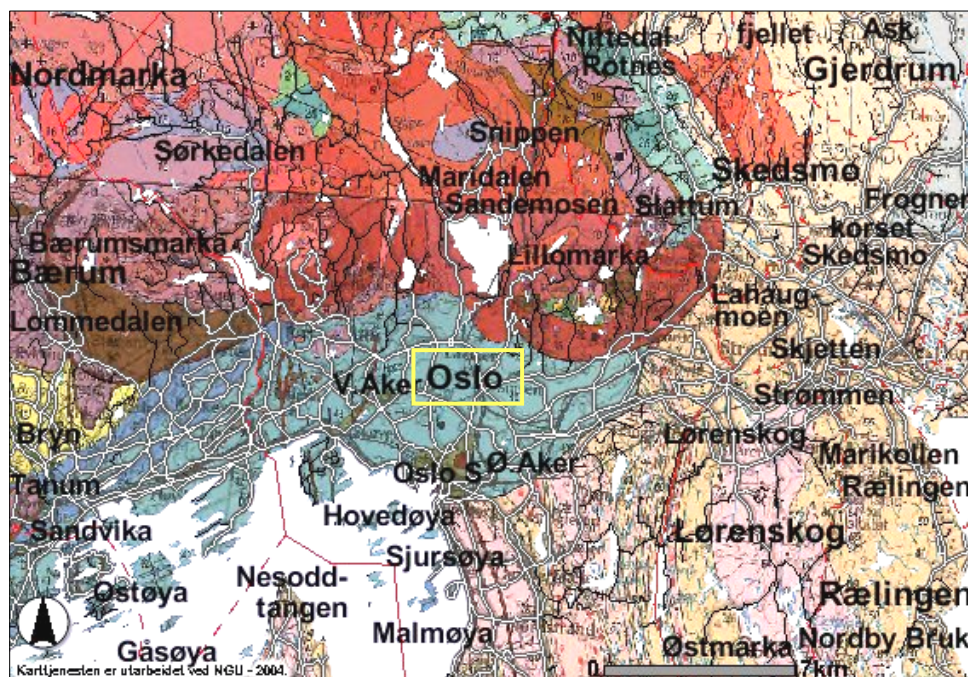 Nordmarka
Nittedal
Rotnes
fjellet
Ask
Gjerdrum
Sørkedalen
Snippen
Maridalen
Sandemosen
Slattum
Skedsmo
Frogner
korset
Skedsmo
Bærumsmarka
Bærum
Lillomarka
Lahaug-
moen
Lommedalen
Skjetten
V.Aker
Oslo
Strømmen
Bryn
Lørenskog
Marikollen
Oslo S
Ø.Aker
Tanum
Rælingen
Sandvika
Hovedøya
Lørenskog
Sjursøya
Nesodd-
tangen
Ostøya
Rælingen
Malmøya
Gåsøya
Østmarka
Nordby Bruk
Karttjenesten er utarbeidet ved NGU - 2004.
0 7km